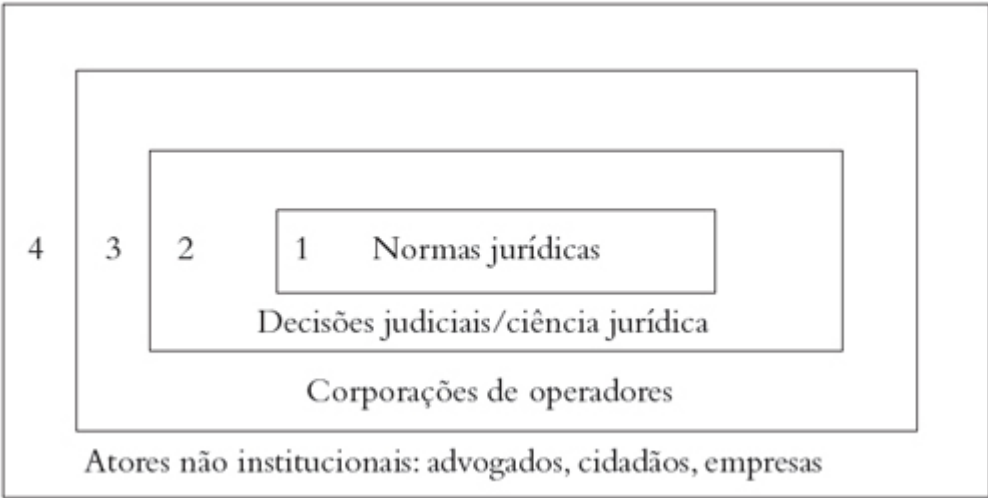 4 3 2 1 Normas jurídicas
Decisões judiciais/ciência jurídica
Corporações de operadores
Atores não institucionais: advogados, cidadãos, empresas